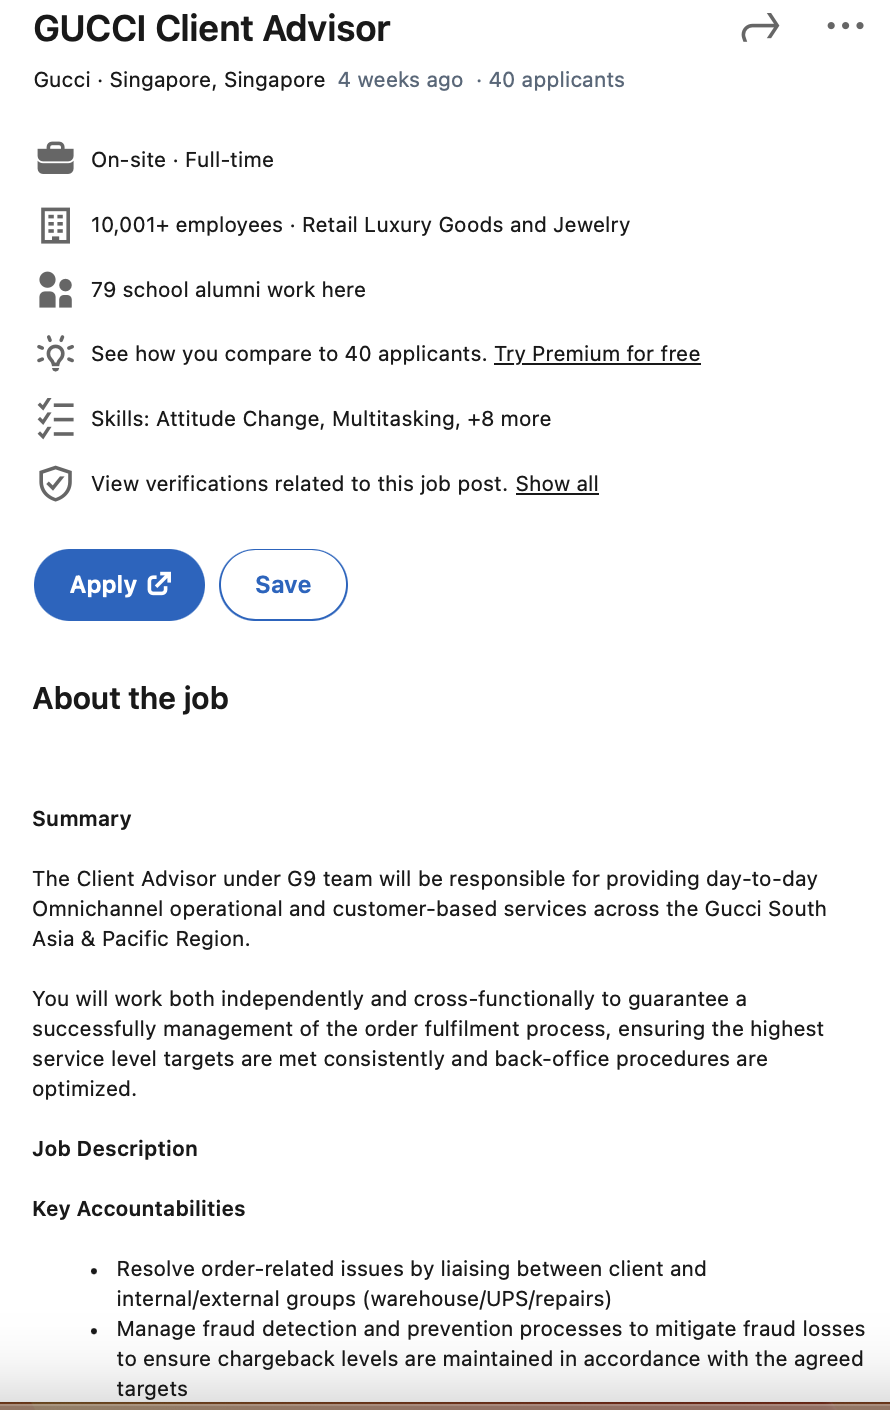 GUCCI Client Advisor
Gucci · Singapore, Singapore 4 weeks ago · 40 applicants
On-site · Full-time
10,001+ employees · Retail Luxury Goods and Jewelry
79 school alumni work here
See how you compare to 40 applicants. Try Premium for free
Skills: Attitude Change, Multitasking, +8 more
View verifications related to this job post. Show all
Apply Save
About the job
Summary
The Client Advisor under G9 team will be responsible for providing day-to-day
Omnichannel operational and customer-based services across the Gucci South
Asia & Pacific Region.
You will work both independently and cross-functionally to guarantee a
successfully management of the order fulfilment process, ensuring the highest
service level targets are met consistently and back-office procedures are
optimized.
Job Description
Key Accountabilities
• Resolve order-related issues by liaising between client and
internal/external groups (warehouse/UPS/repairs)
• Manage fraud detection and prevention processes to mitigate fraud losses
to ensure chargeback levels are maintained in accordance with the agreed
targets